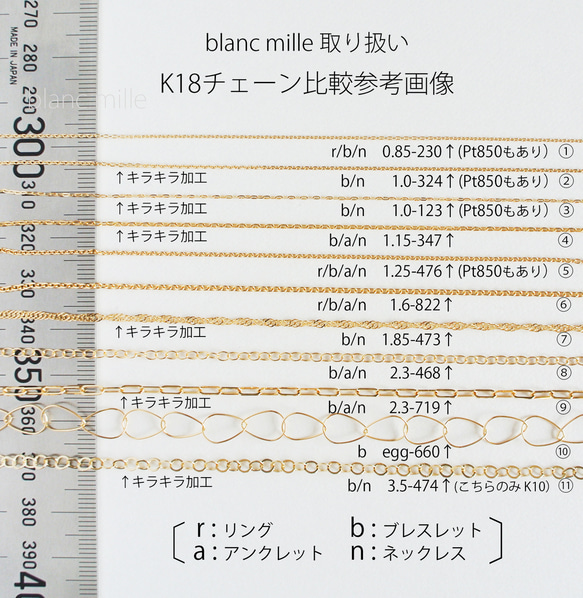 270
MADE IN JAPAN
280
290
300
310
320
330
340
350
360
370
380
390
40
blanc mille
blanc mille 取り扱い
K18チェーン比較参考画像
r/b/n 0.85-230↑(Pt850もあり) ①
↑キラキラ加工 b/n 1.0-324↑(Pt850もあり) ②
↑キラキラ加工 b/n 1.0-123↑(Pt850もあり) ③
↑キラキラ加工 b/a/n 1.15-347↑ ④
r/b/a/n 1.25-476↑(Pt850もあり) ⑤
r/b/a/n 1.6-822↑ ⑥
↑キラキラ加工 b/n 1.85-473↑ ⑦
b/a/n 2.3-468↑ ⑧
↑キラキラ加工 b/a/n 2.3-719↑ ⑨
b egg-660↑ ⑩
↑キラキラ加工 b/n 3.5-474↑(こちらのみK10) ⑪
r:リング b:ブレスレット
a:アンクレット n:ネックレス